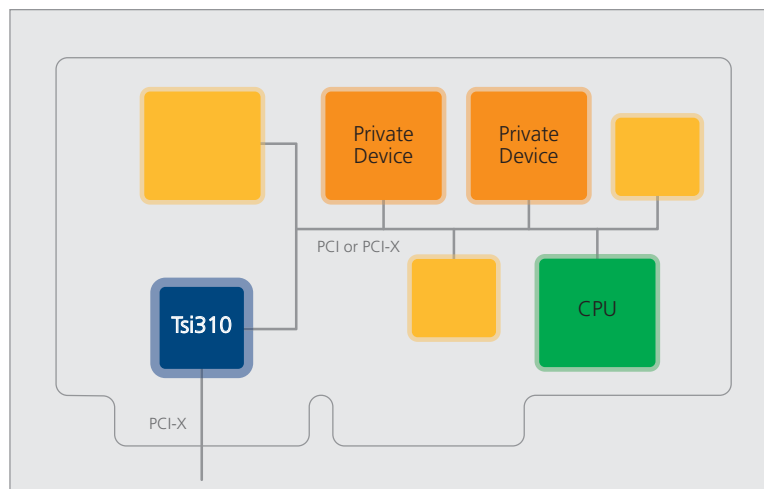 Private
Device
Private
Device
PCI or PCI-X
Tsi310
CPU
PCI-X